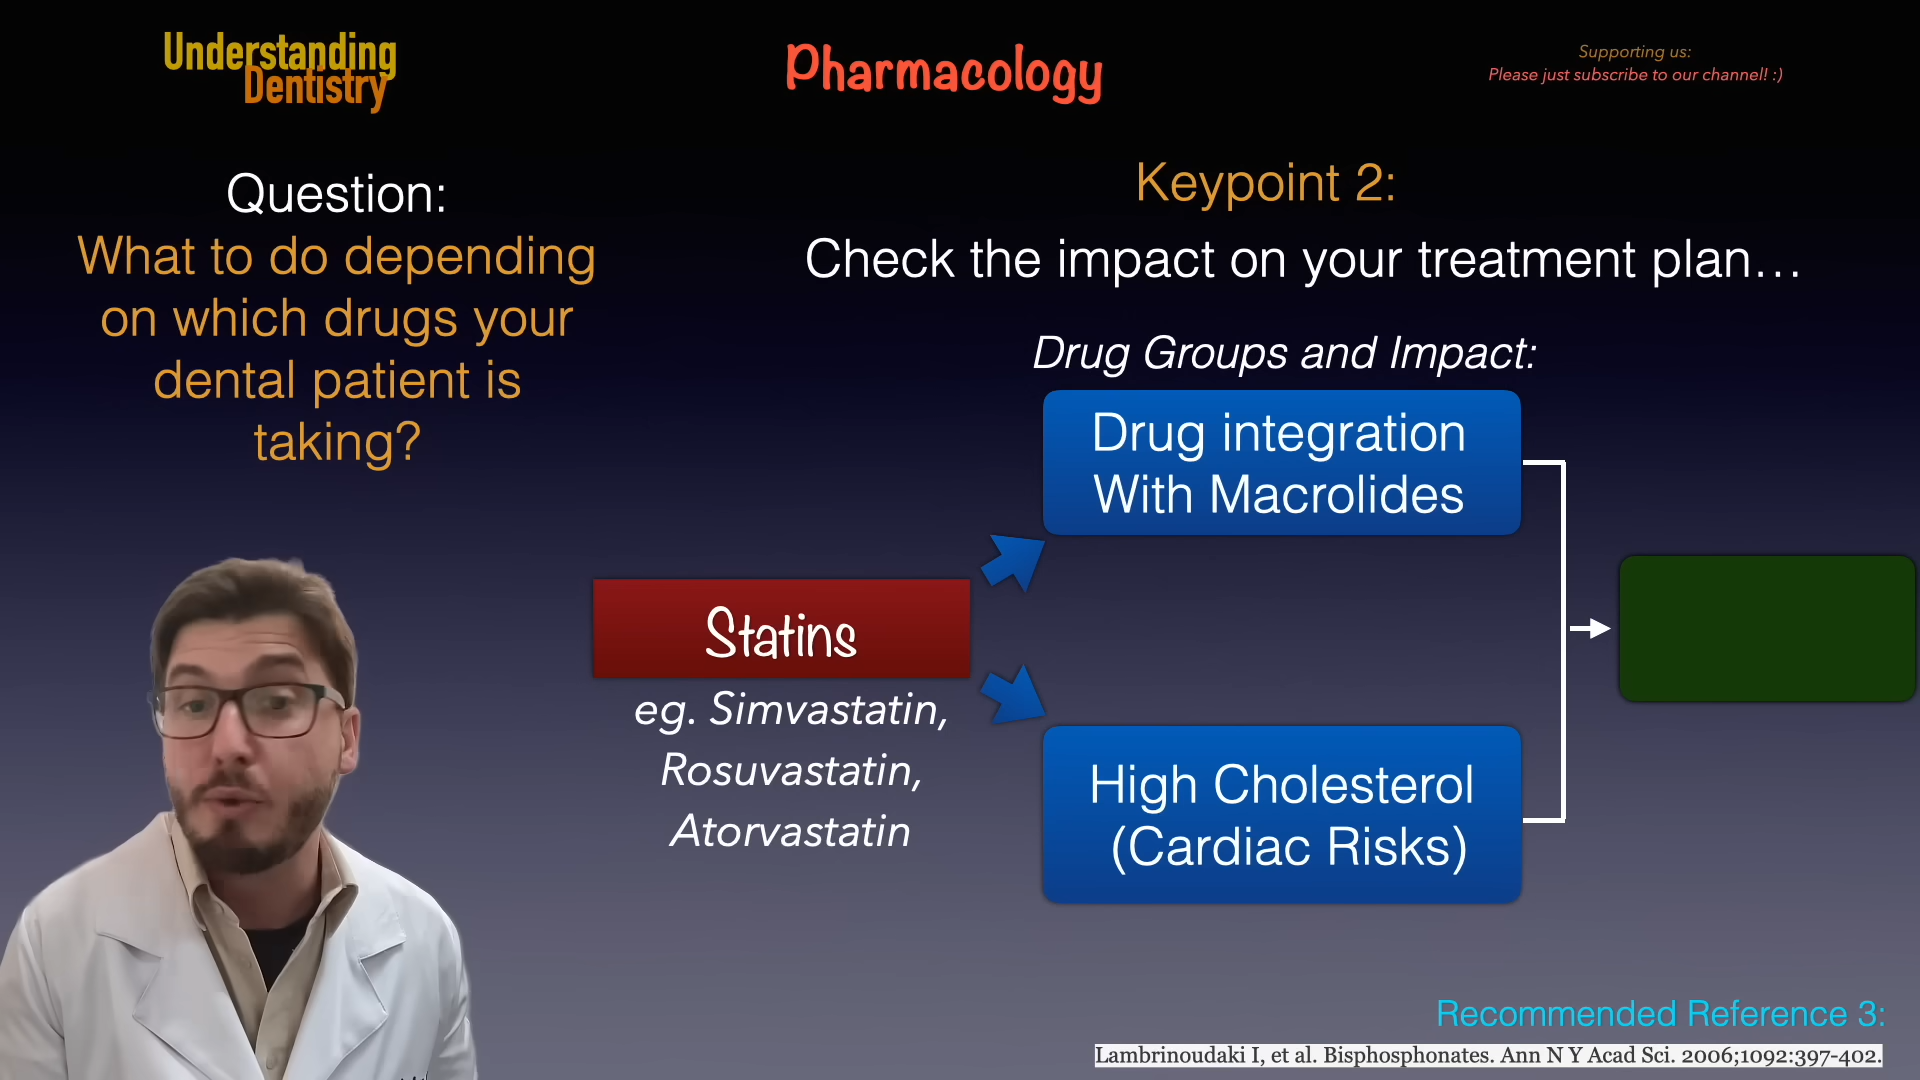 Understanding
Dentistry
Pharmacology
Supporting us:
Please just subscribe to our channel! :)
Question:
What to do depending
on which drugs your
dental patient is
taking?
Keypoint 2:
Check the impact on your treatment plan…
Drug Groups and Impact:
Drug integration
With Macrolides
Statins
eg. Simvastatin,
Rosuvastatin,
Atorvastatin
High Cholesterol
(Cardiac Risks)
Recommended Reference 3:
Lambrinoudaki I, et al. Bisphosphonates. Ann N Y Acad Sci. 2006;1092:397-402.